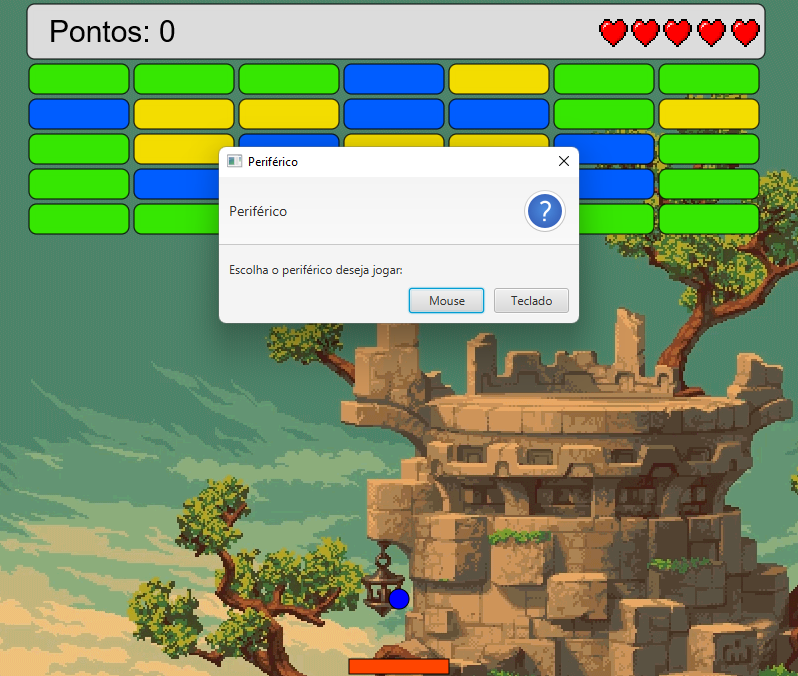 Pontos: 0
Periférico
Periférico
?
Escolha o periférico deseja jogar:
Mouse
Teclado